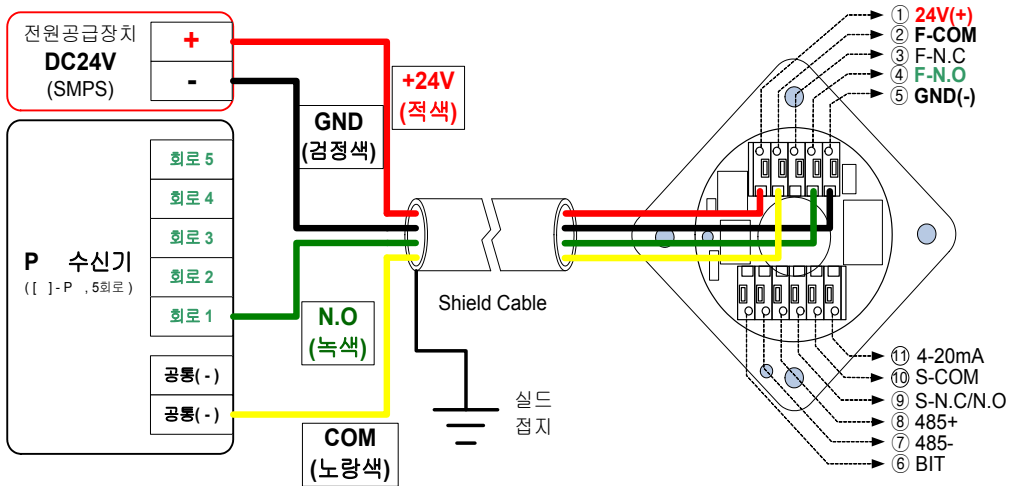 전원공급장치
DC24V
(SMPS)
+
-
+24V
(적색)
GND
(검정색)
회로 5
회로 4
회로 3
회로 2
회로 1
P 수신기
([ ]-P , 5회로)
공통(-)
공통(-)
N.O
(녹색)
COM
(노랑색)
Shield Cable
실드
접지
① 24V(+)
② F-COM
③ F-N.C
④ F-N.O
⑤ GND(-)
⑪ 4-20mA
⑩ S-COM
⑨ S-N.C/N.O
⑧ 485+
⑦ 485-
⑥ BIT